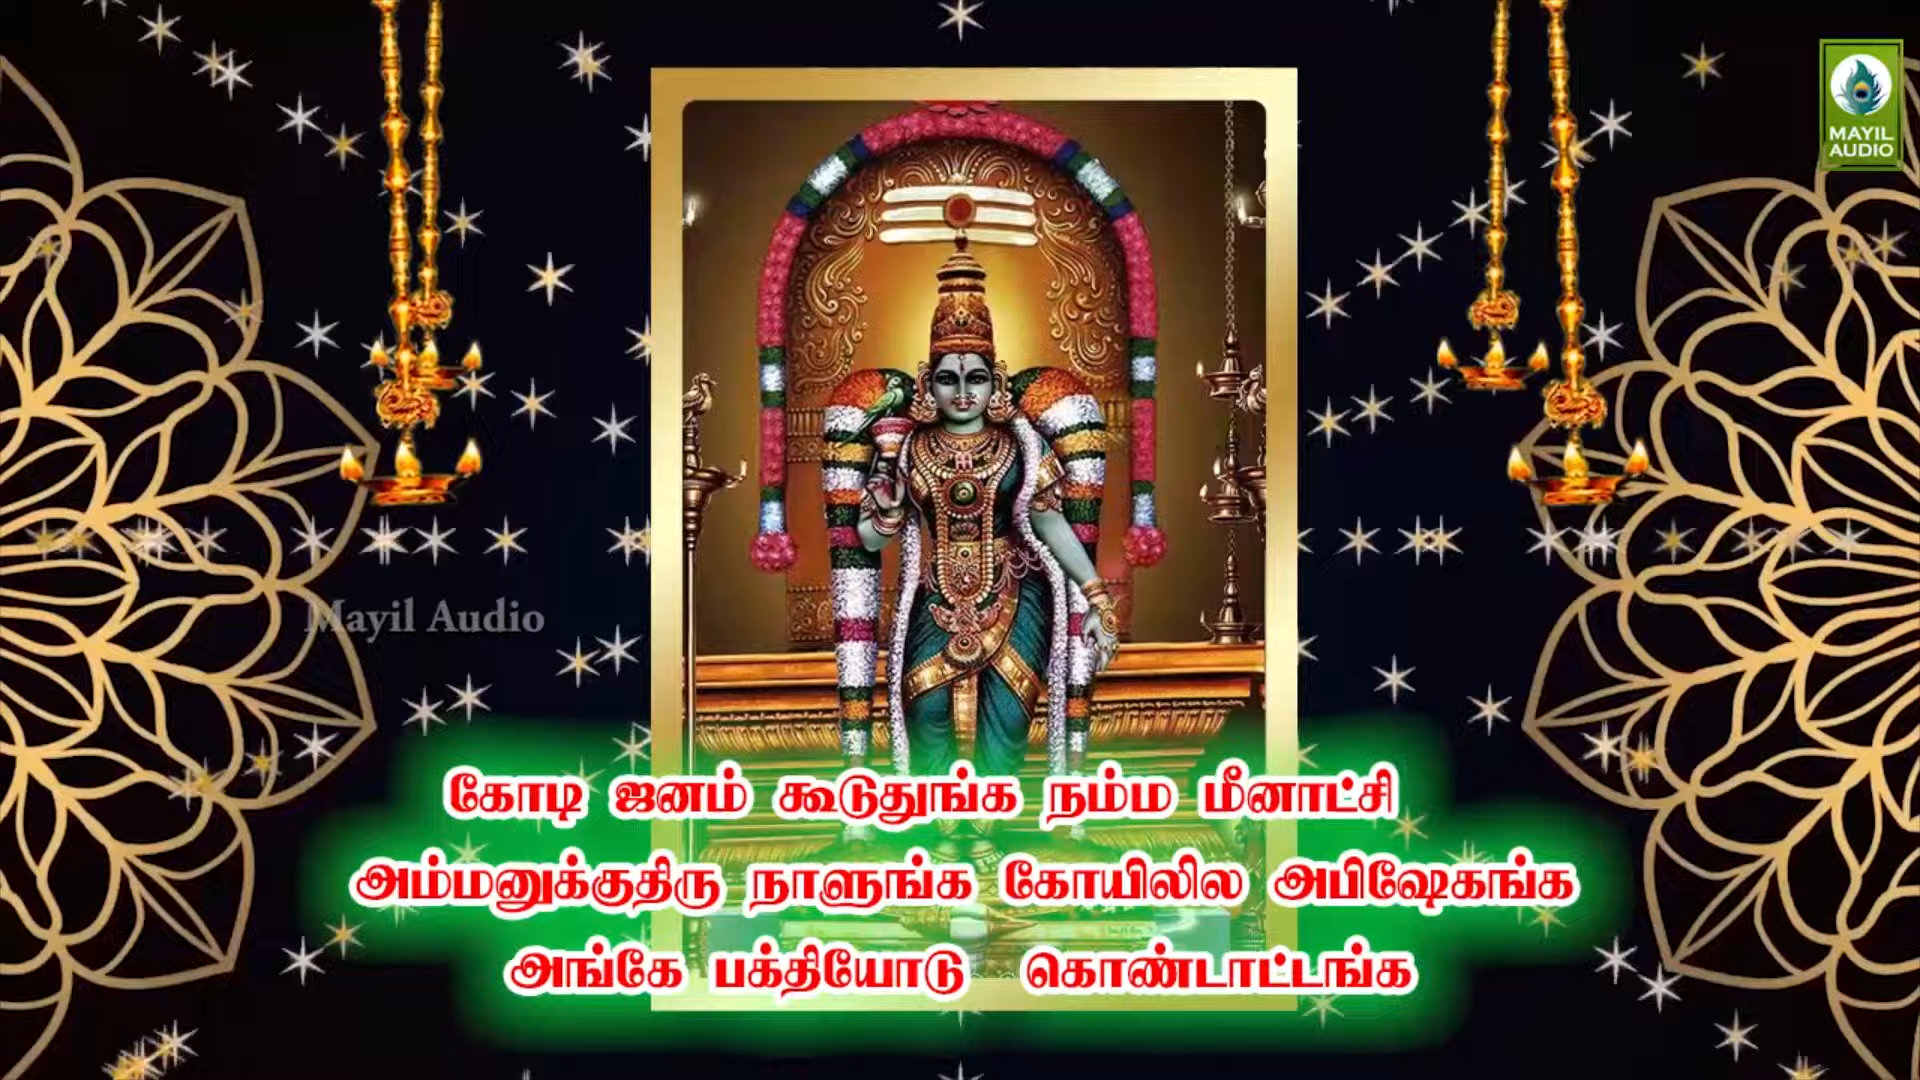 MAYIL
AUDIO
Mayil Audio
கோடி ஜனம் கூடுதுங்க நம்ம மீனாட்சி
அம்மனுக்குதிரு நாளுங்க கோயிலில அபிஷேகங்க
அங்கே பக்தியோடு கொண்டாட்டங்க